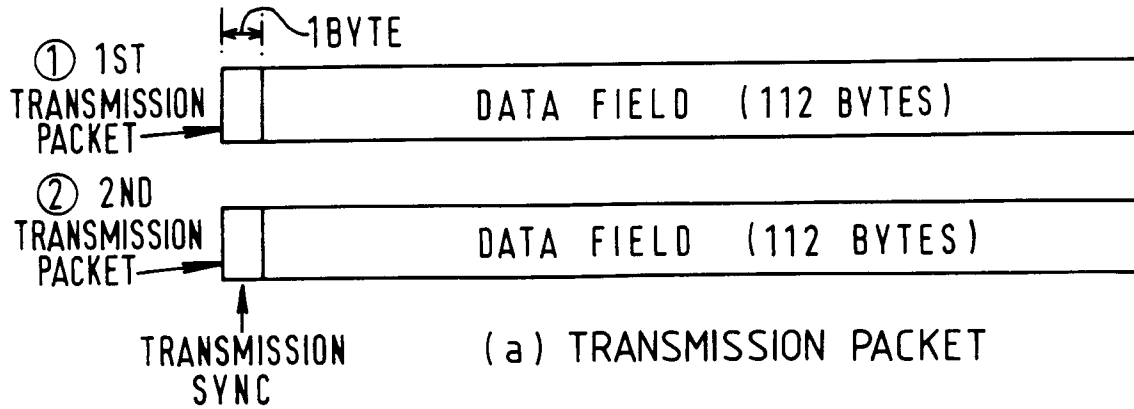 1BYTE
① 1ST
TRANSMISSION
PACKET
DATA FIELD (112 BYTES)
② 2ND
TRANSMISSION
PACKET
DATA FIELD (112 BYTES)
TRANSMISSION
SYNC
(a) TRANSMISSION PACKET